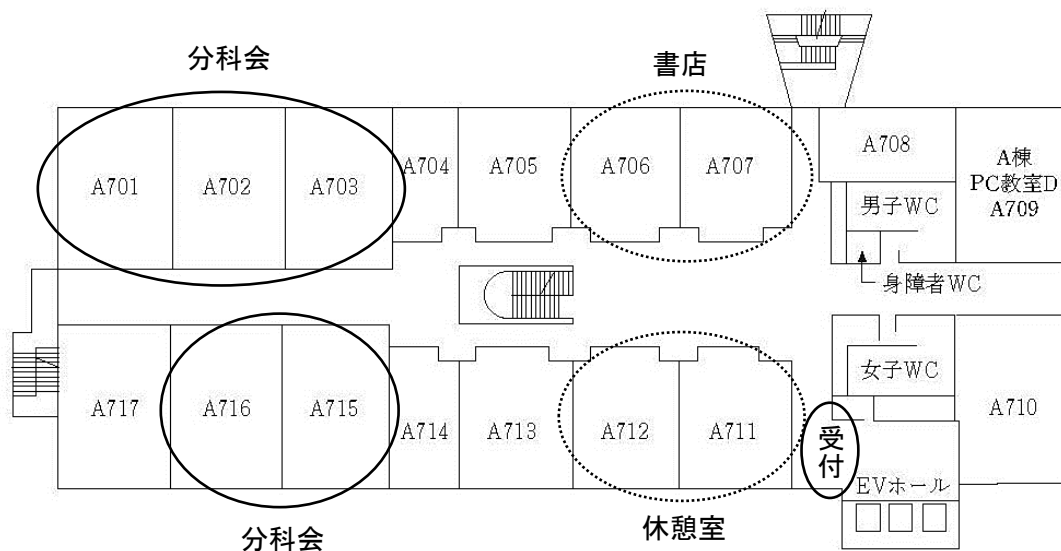 分科会
書店
A701
A702
A703
A704
A705
A706
A707
A708
A棟
PC教室D
A709
男子WC
身障者WC
女子WC
A717
A716
A715
A714
A713
A712
A711
A710
受付
EVホール
分科会
休憩室